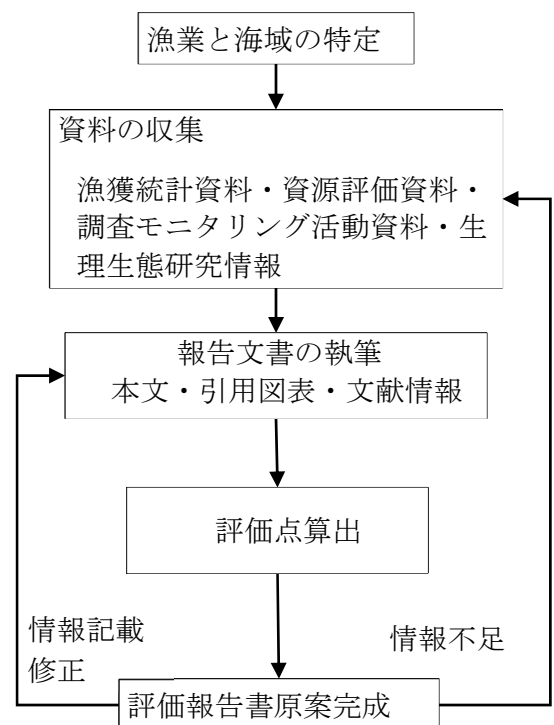 漁業と海域の特定
資料の収集
漁獲統計資料・資源評価資料・
調査モニタリング活動資料・生
理生態研究情報
報告文書の執筆
本文・引用図表・文献情報
評価点算出
情報記載
修正
情報不足
評価報告書原案完成